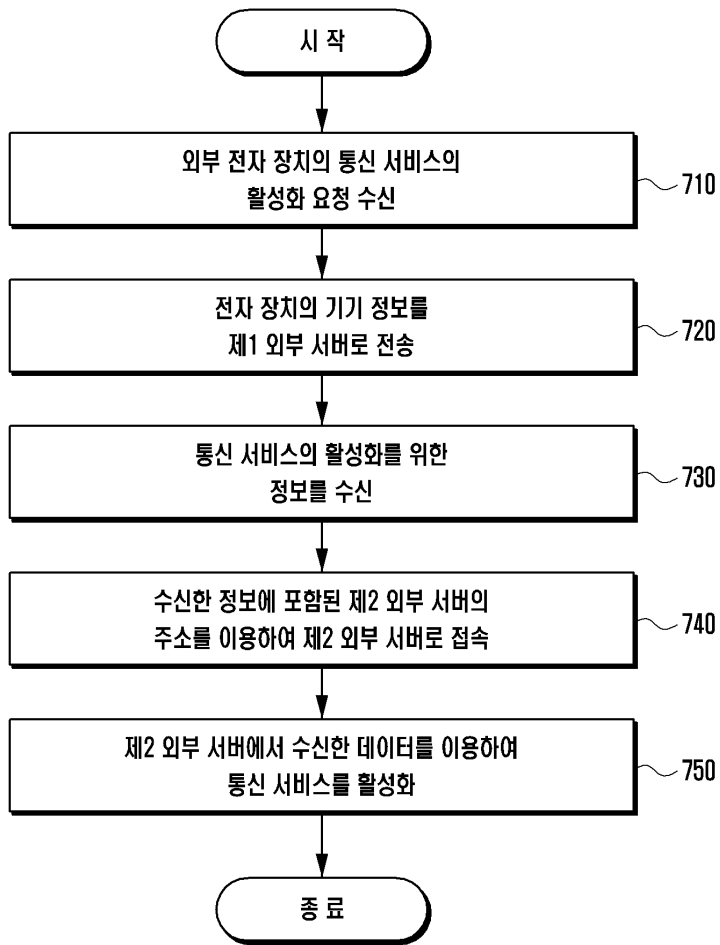 시 작
외부 전자 장치의 통신 서비스의
활성화 요청 수신
710
전자 장치의 기기 정보를
제1 외부 서버로 전송
720
통신 서비스의 활성화를 위한
정보를 수신
730
수신한 정보에 포함된 제2 외부 서버의
주소를 이용하여 제2 외부 서버로 접속
740
제2 외부 서버에서 수신한 데이터를 이용하여
통신 서비스를 활성화
750
종 료